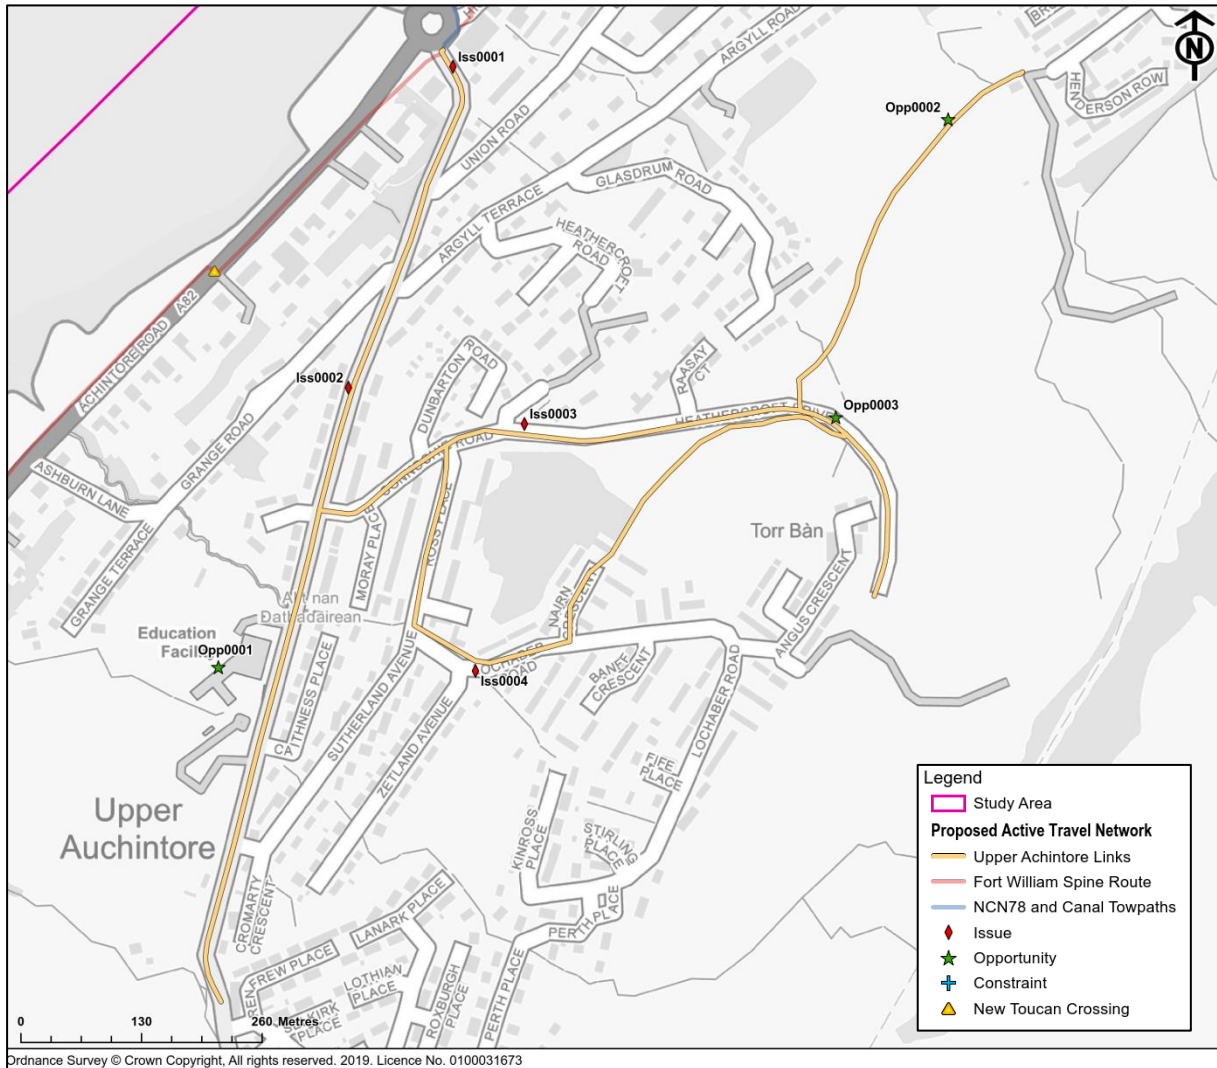 Iss0001
HENDERSON ROW
N
Opp0002
ARGYLL ROAD
UNION ROAD
GLASDRUM ROAD
ARGYLL TERRACE
HEATHERCROFT
ROAD
ACHINTORE ROAD A82
Iss0002
DUNBARTON
ROAD
RAASAY
CT
Iss0003
HEATHERCROFT DRIVE
Opp0003
GRANGE ROAD
ASHBURN LANE
ROAD
GRANGE TERRACE
MORAY PLACE
ROSS PLACE
Torr Bàn
NAIRN
ANGUS CRESCENT
Education
Opp0001
ROAD
Iss0004
BANFF
CRESCENT
SUTHERLAND AVENUE
ZETLAND AVENUE
LOCHABER ROAD
FIFE
PLACE
Upper
Auchintore
KINROSS
PLACE
STIRLING
PLACE
CROMARTY
CRESCENT
LANARK PLACE
PERTH PLACE
LOTHIAN
PLACE
ROXBURGH
PLACE
PERTH PLACE
0 130 260 Metres
Legend
Study Area
Proposed Active Travel Network
Upper Achintore Links
Fort William Spine Route
NCN78 and Canal Towpaths
Issue
Opportunity
Constraint
New Toucan Crossing
Ordnance Survey © Crown Copyright, All rights reserved. 2019. Licence No. 0100031673